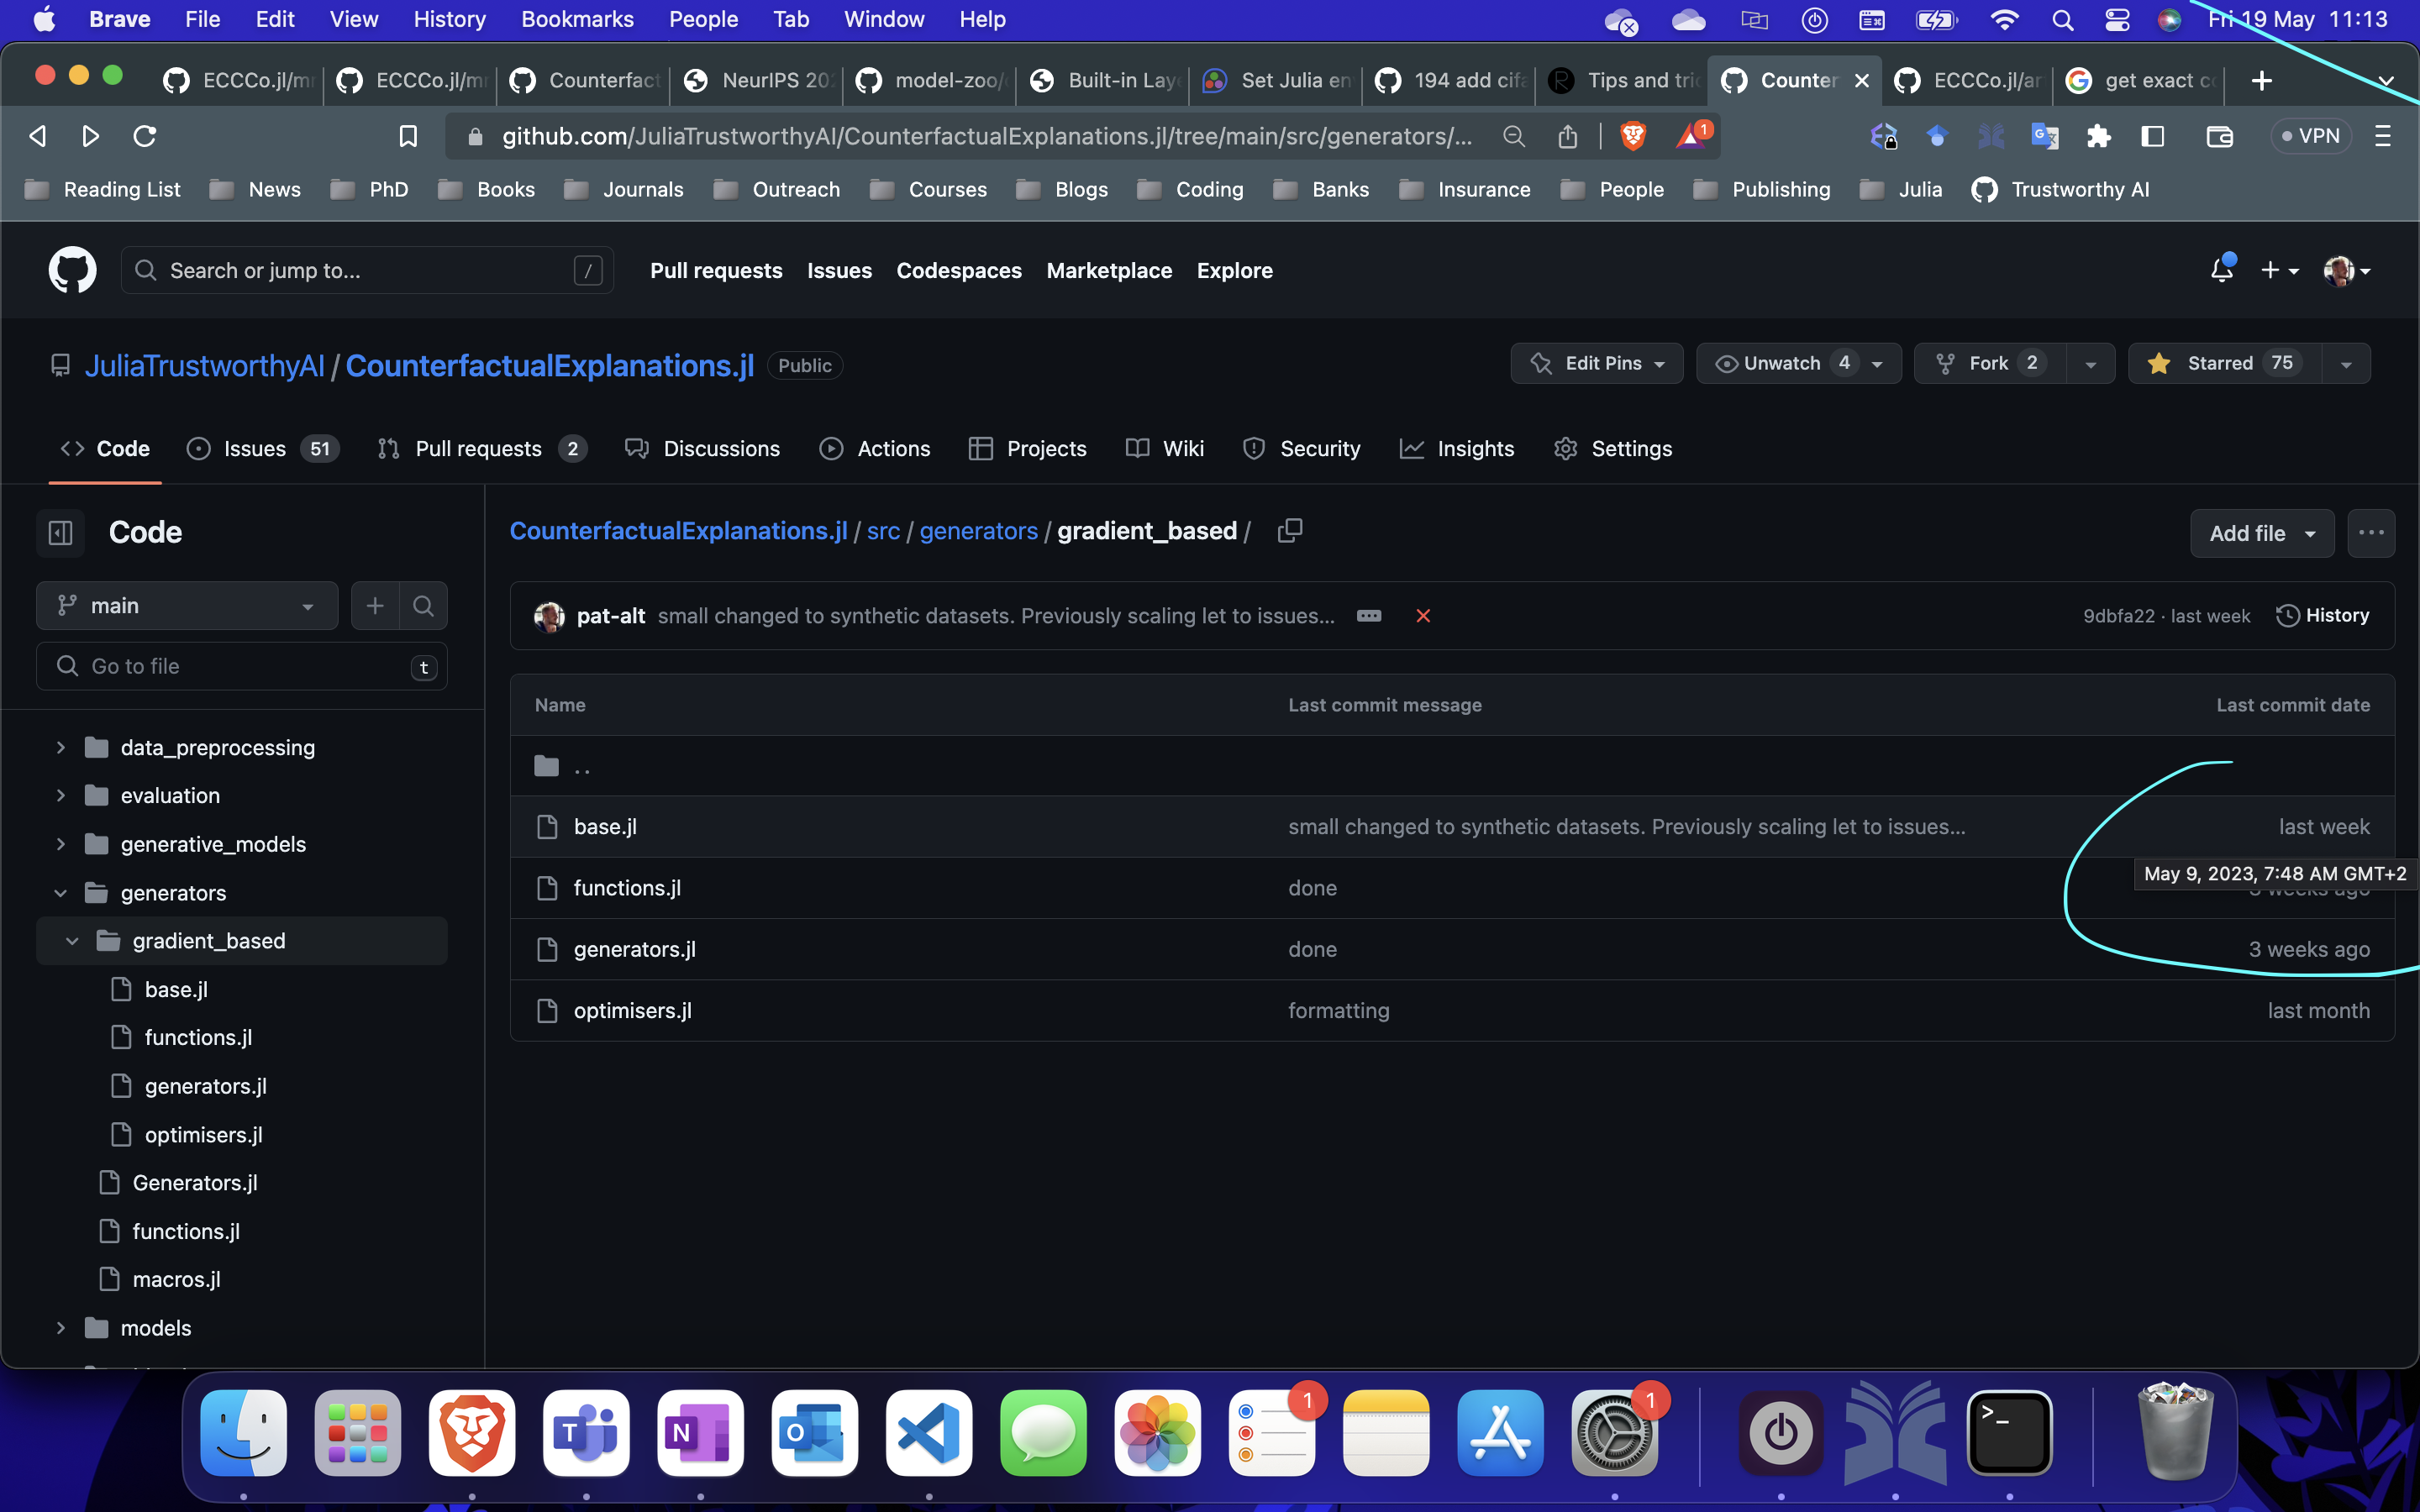 Brave File Edit View History Bookmarks People Tab Window Help Fri 19 May 11:13
ECCCo.jl/m ECCCo.jl/m Counterfact NeurIPS 20 model-zoo/ Built-in Lay Set Julia en 194 add cifa Tips and tri Counter ECCCo.jl/ar get exact c
github.com/JuliaTrustworthyAI/CounterfactualExplanations.jl/tree/main/src/generators/... 1 VPN
Reading List News PhD Books Journals Outreach Courses Blogs Coding Banks Insurance People Publishing Julia Trustworthy AI
Search or jump to... / Pull requests Issues Codespaces Marketplace Explore
JuliaTrustworthyAI / CounterfactualExplanations.jl Public Edit Pins Unwatch 4 Fork 2 Starred 75
Code Issues 51 Pull requests 2 Discussions Actions Projects Wiki Security Insights Settings
Code
main
Go to file t
data_preprocessing
evaluation
generative_models
generators
gradient_based
base.jl
functions.jl
generators.jl
optimisers.jl
Generators.jl
functions.jl
macros.jl
models
CounterfactualExplanations.jl / src / generators / gradient_based / Add file
pat-alt small changed to synthetic datasets. Previously scaling let to issues... 9dbfa22 · last week History
Name Last commit message Last commit date
..
base.jl small changed to synthetic datasets. Previously scaling let to issues... last week
May 9, 2023, 7:48 AM GMT+2
functions.jl done 3 weeks ago
generators.jl done 3 weeks ago
optimisers.jl formatting last month
T N O 1 1 >_